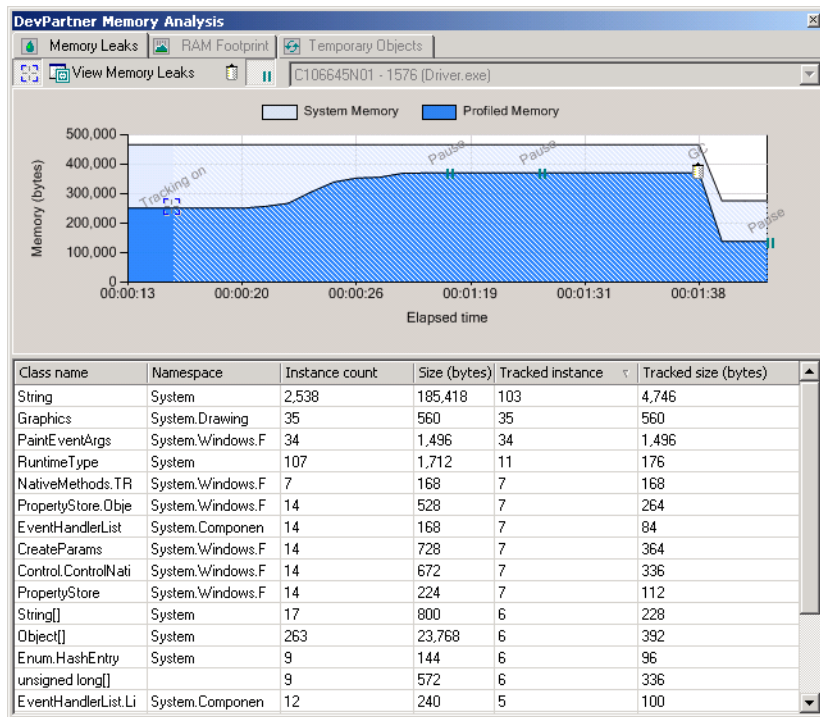 DevPartner Memory Analysis
Memory Leaks RAM Footprint Temporary Objects
View Memory Leaks C106645N01 - 1576 (Driver.exe)
System Memory Profiled Memory
500,000
400,000
300,000
200,000
100,000
0
Memory (bytes)
Tracking on
Pause
Pause
GC
Pause
00:00:13 00:00:20 00:00:26 00:01:19 00:01:31 00:01:38
Elapsed time
Class name Namespace Instance count Size (bytes) Tracked instance Tracked size (bytes)
String System 2,538 185,418 103 4,746
Graphics System.Drawing 35 560 35 560
PaintEventArgs System.Windows.F 34 1,496 34 1,496
RuntimeType System 107 1,712 11 176
NativeMethods.TR System.Windows.F 7 168 7 168
PropertyStore.Obje System.Windows.F 14 528 7 264
EventHandlerList System.Componen 14 168 7 84
CreateParams System.Windows.F 14 728 7 364
Control.ControlNati System.Windows.F 14 672 7 336
PropertyStore System.Windows.F 14 224 7 112
String[] System 17 800 6 228
Object[] System 263 23,768 6 392
Enum.HashEntry System 9 144 6 96
unsigned long[] 9 572 6 336
EventHandlerList.Li System.Componen 12 240 5 100